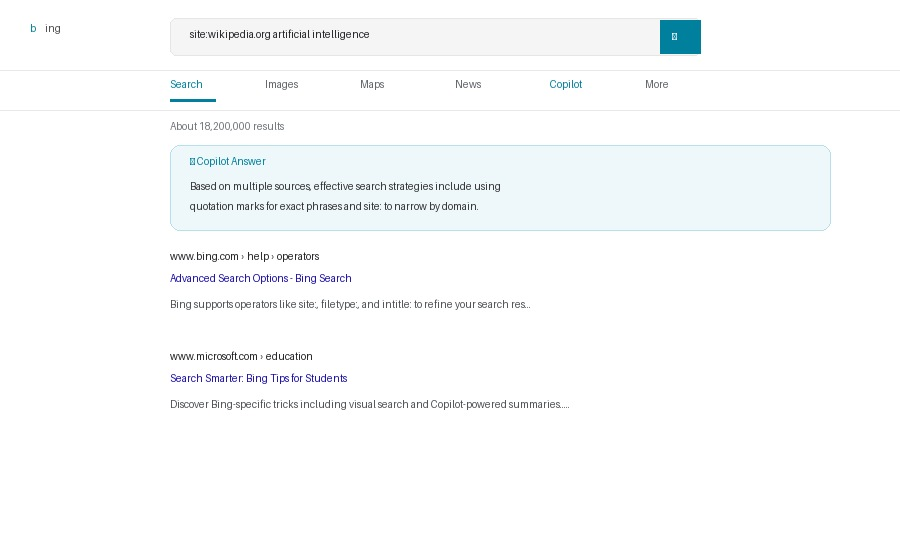 b ing
site:wikipedia.org artificial intelligence
Search Images Maps News Copilot More
About 18,200,000 results
Copilot Answer
Based on multiple sources, effective search strategies include using
quotation marks for exact phrases and site: to narrow by domain.
www.bing.com › help › operators
Advanced Search Options - Bing Search
Bing supports operators like site:, filetype:, and intitle: to refine your search res...
www.microsoft.com › education
Search Smarter: Bing Tips for Students
Discover Bing-specific tricks including visual search and Copilot-powered summaries.....